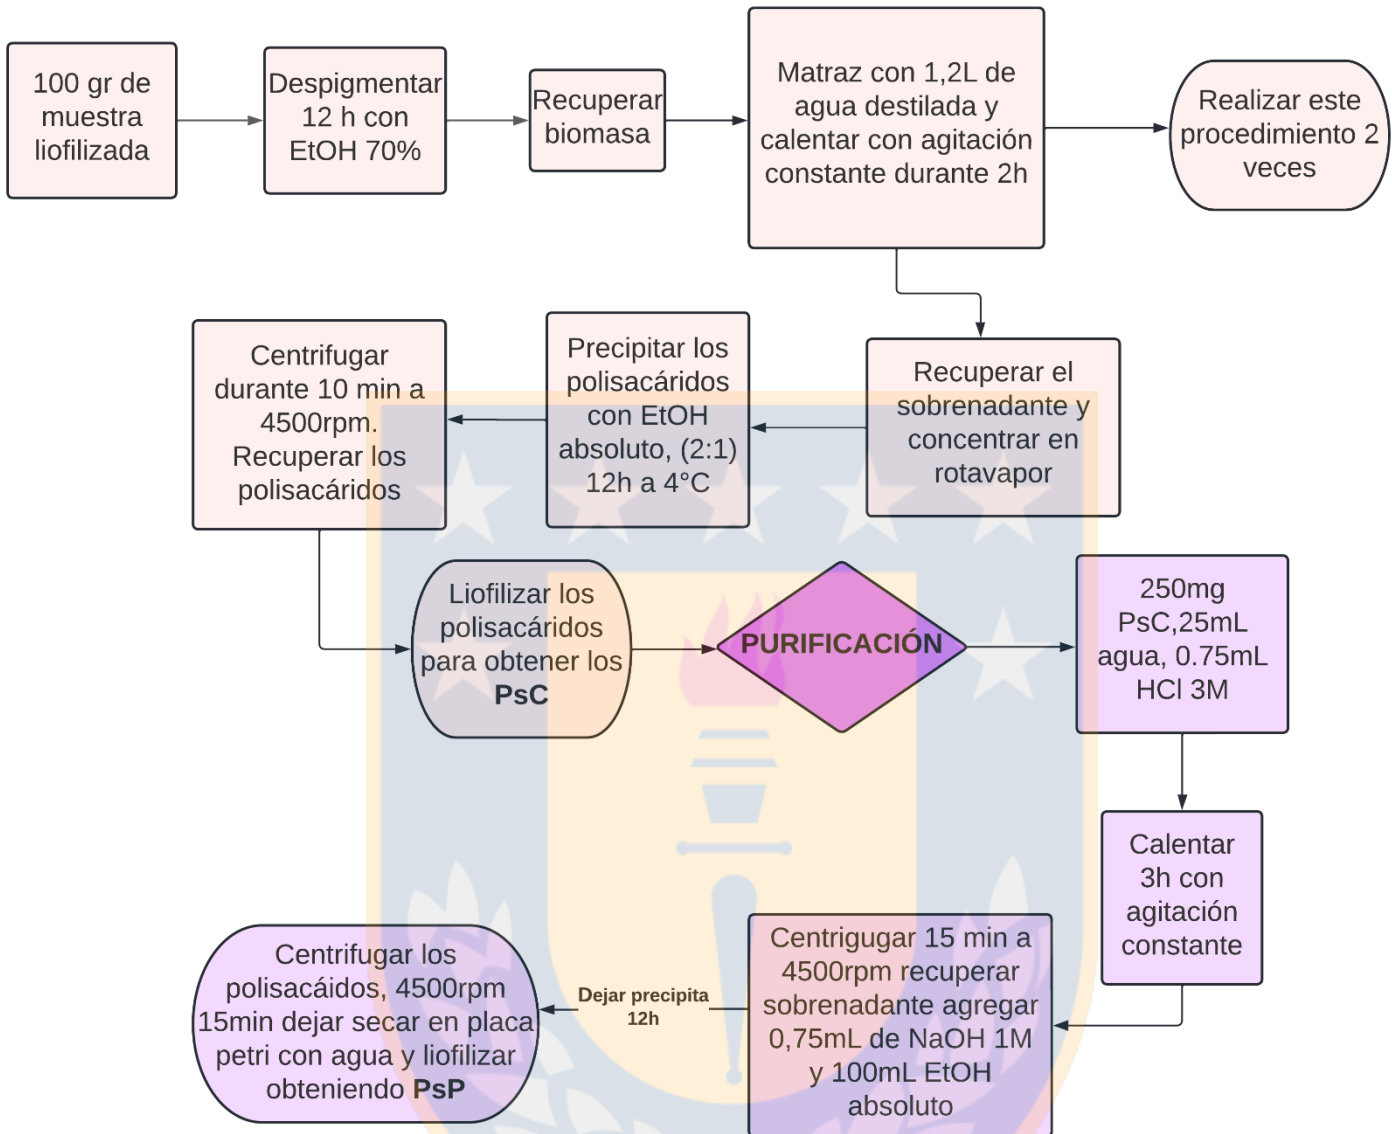 100 gr de
muestra
liofilizada
Despigmentar
12 h con
EtOH 70%
Recuperar
biomasa
Matraz con 1,2L de
agua destilada y
calentar con agitación
constante durante 2h
Realizar este
procedimiento 2
veces
Recuperar el
sobrenadante y
concentrar en
rotavapor
Precipitar los
polisacáridos
con EtOH
absoluto, (2:1)
12h a 4°C
Centrifugar
durante 10 min a
4500rpm.
Recuperar los
polisacáridos
Liofilizar los
polisacáridos
para obtener los
PsC
PURIFICACIÓN
250mg
PsC,25mL
agua, 0.75mL
HCl 3M
Calentar
3h con
agitación
constante
Centrigugar 15 min a
4500rpm recuperar
sobrenadante agregar
0,75mL de NaOH 1M
y 100mL EtOH
absoluto
Dejar precipita
12h
Centrifugar los
polisacáidos, 4500rpm
15min dejar secar en placa
petri con agua y liofilizar
obteniendo PsP